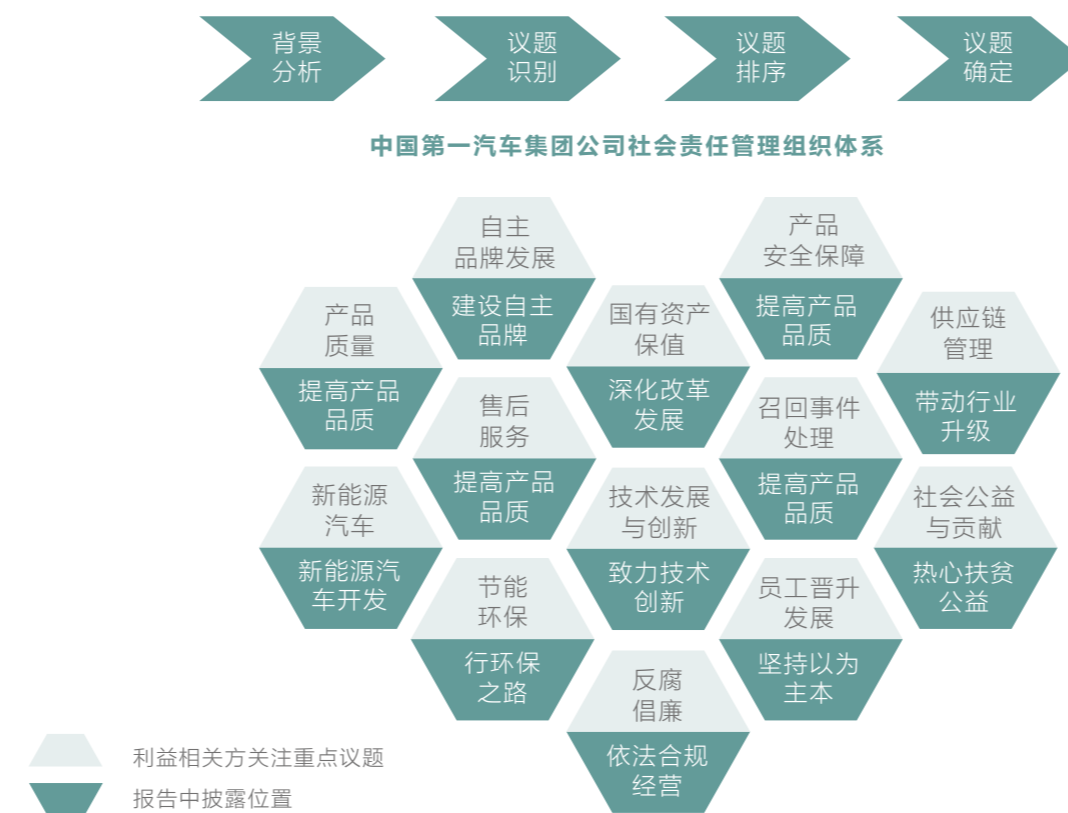 背景
分析
议题
识别
议题
排序
议题
确定
中国第一汽车集团公司社会责任管理组织体系
自主
品牌发展
建设自主
品牌
产品
安全保障
提高产品
品质
产品
质量
提高产品
品质
国有资产
保值
深化改革
发展
供应链
管理
带动行业
升级
售后
服务
提高产品
品质
召回事件
处理
提高产品
品质
新能源
汽车
新能源汽
车开发
技术发展
与创新
致力技术
创新
社会公益
与贡献
热心扶贫
公益
节能
环保
行环保
之路
员工晋升
发展
坚持以为
主本
反腐
倡廉
依法合规
经营
利益相关方关注重点议题
报告中披露位置